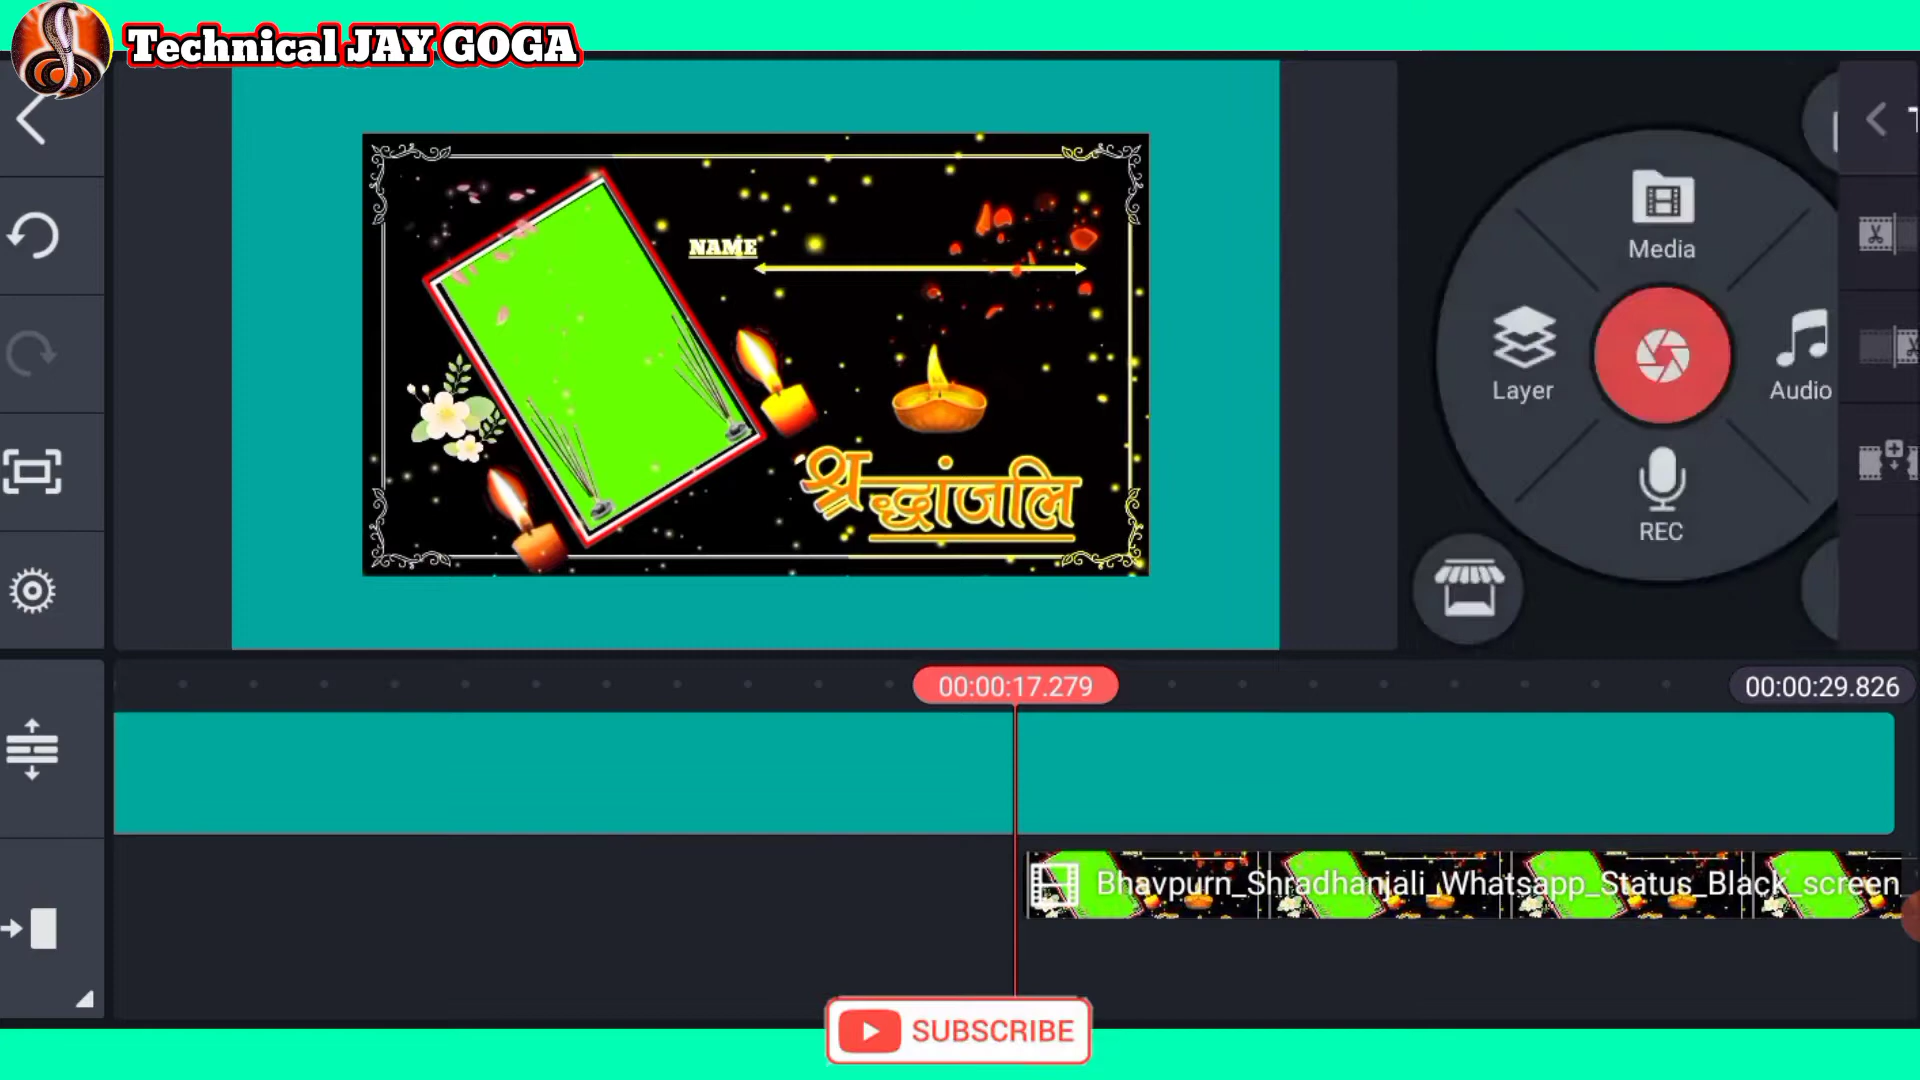 Technical JAY GOGA
NAME
श्रद्धांजलि
Media
Layer
Audio
REC
00:00:17.279
00:00:29.826
Bhavpurn_Shradhanjali_Whatsapp_Status_Black_screen_
SUBSCRIBE